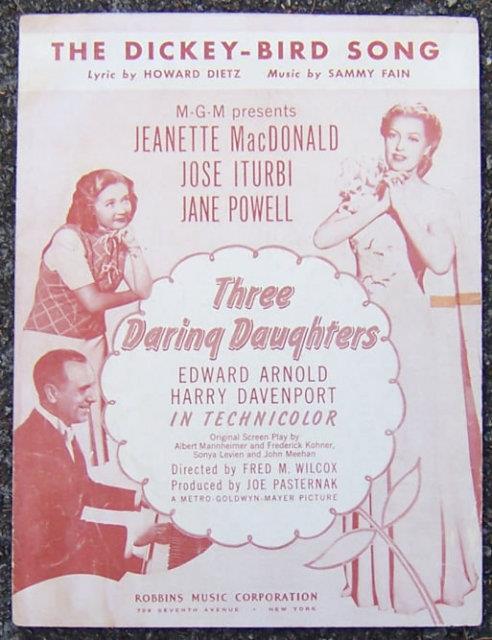 THE DICKEY-BIRD SONG
Lyric by HOWARD DIETZ Music by SAMMY FAIN
M-G-M presents
JEANETTE MacDONALD
JOSE ITURBI
JANE POWELL
Three
Daring Daughters
EDWARD ARNOLD
HARRY DAVENPORT
IN TECHNICOLOR
Original Screen Play by
Albert Mannheimer and Frederick Kohner,
Sonya Levien and John Meehan
Directed by FRED M. WILCOX
Produced by JOE PASTERNAK
A METRO-GOLDWYN-MAYER PICTURE
ROBBINS MUSIC CORPORATION
799 SEVENTH AVENUE • NEW YORK